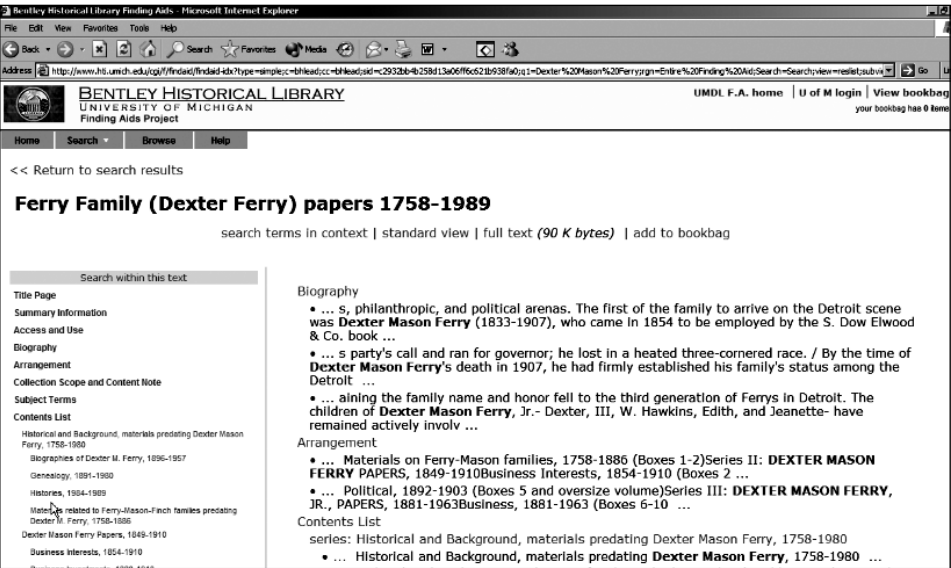 Bentley Historical Library Finding Aids - Microsoft Internet Explorer
File Edit View Favorites Tools Help
Back Search Favorites Media
Address http://www.hti.umich.edu/cgi/f/findaid/findaid-idx?type=simple;c=bhlead;cc=bhlead;sid=c2932bb4b258d13a06ff6c621b938fa0;q1=Dexter%20Mason%20Ferry;rgn=Entire%20Finding%20Aid;Search=Search;view=reslist;subvi Go
BENTLEY HISTORICAL LIBRARY
UNIVERSITY OF MICHIGAN
Finding Aids Project
UMDL F.A. home | U of M login | View bookbag
your bookbag has 0 items
Home Search Browse Help
<< Return to search results
Ferry Family (Dexter Ferry) papers 1758-1989
search terms in context | standard view | full text (90 K bytes) | add to bookbag
Search within this text
Title Page
Summary Information
Access and Use
Biography
Arrangement
Collection Scope and Content Note
Subject Terms
Contents List
Historical and Background, materials predating Dexter Mason
Ferry, 1758-1980
Biographies of Dexter M. Ferry, 1896-1957
Genealogy, 1891-1980
Histories, 1984-1989
Materials related to Ferry-Mason-Finch families predating
Dexter M. Ferry, 1758-1886
Dexter Mason Ferry Papers, 1849-1910
Business Interests, 1854-1910
Biography
• ... s, philanthropic, and political arenas. The first of the family to arrive on the Detroit scene
was Dexter Mason Ferry (1833-1907), who came in 1854 to be employed by the S. Dow Elwood
& Co. book ...
• ... s party's call and ran for governor; he lost in a heated three-cornered race. / By the time of
Dexter Mason Ferry's death in 1907, he had firmly established his family's status among the
Detroit ...
• ... aining the family name and honor fell to the third generation of Ferrys in Detroit. The
children of Dexter Mason Ferry, Jr.- Dexter, III, W. Hawkins, Edith, and Jeanette- have
remained actively involv ...
Arrangement
• ... Materials on Ferry-Mason families, 1758-1886 (Boxes 1-2)Series II: DEXTER MASON
FERRY PAPERS, 1849-1910Business Interests, 1854-1910 (Boxes 2 ...
• ... Political, 1892-1903 (Boxes 5 and oversize volume)Series III: DEXTER MASON FERRY,
JR., PAPERS, 1881-1963Business, 1881-1963 (Boxes 6-10 ...
Contents List
series: Historical and Background, materials predating Dexter Mason Ferry, 1758-1980
• ... Historical and Background, materials predating Dexter Mason Ferry, 1758-1980 ...